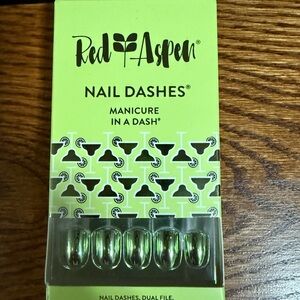 Red Aspen®
NAIL DASHES®
MANICURE
IN A DASH®
NAIL DASHES, DUAL FILE,